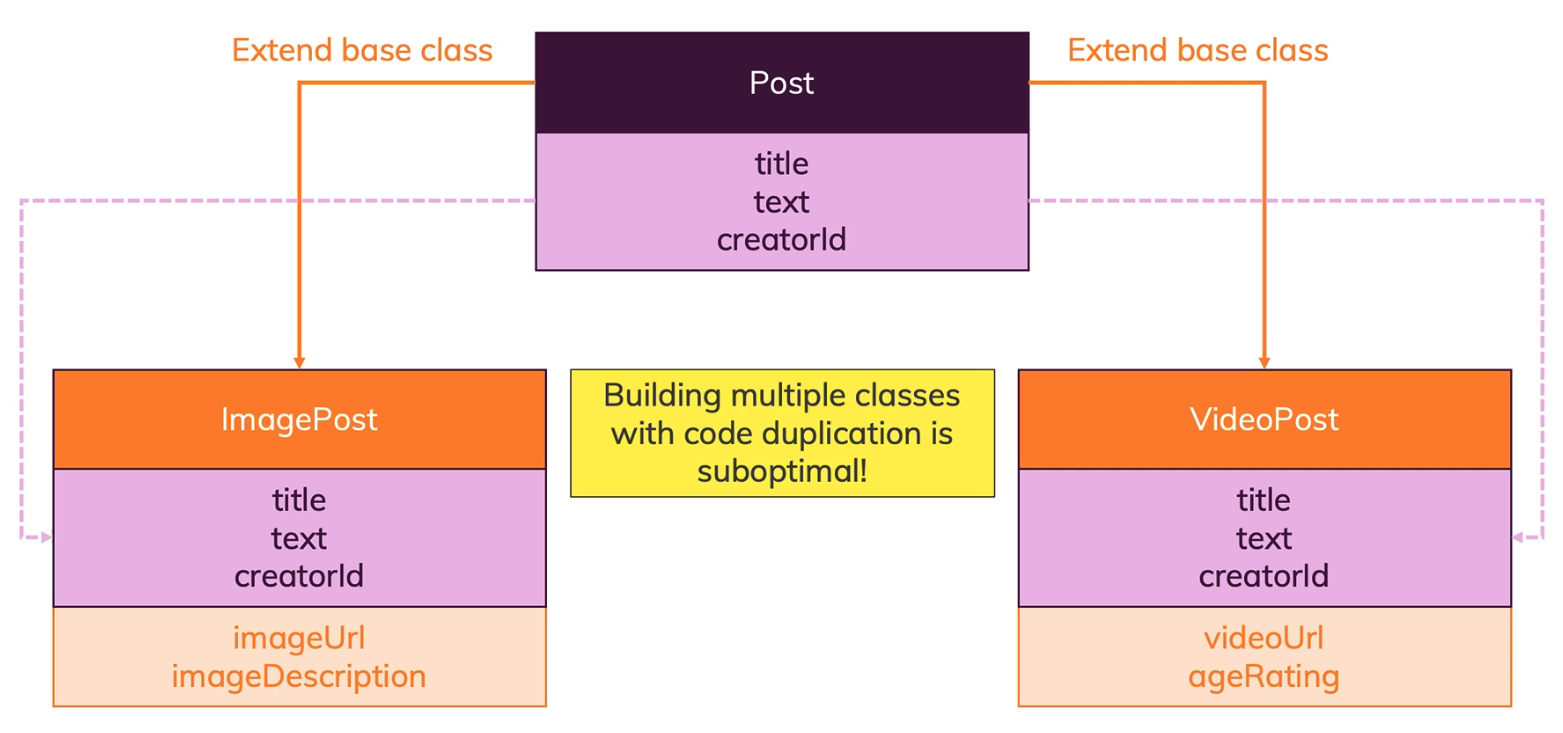 Extend base class
Post
Extend base class
title
text
creatorId
ImagePost
title
text
creatorId
imageUrl
imageDescription
Building multiple classes
with code duplication is
suboptimal!
VideoPost
title
text
creatorId
videoUrl
ageRating